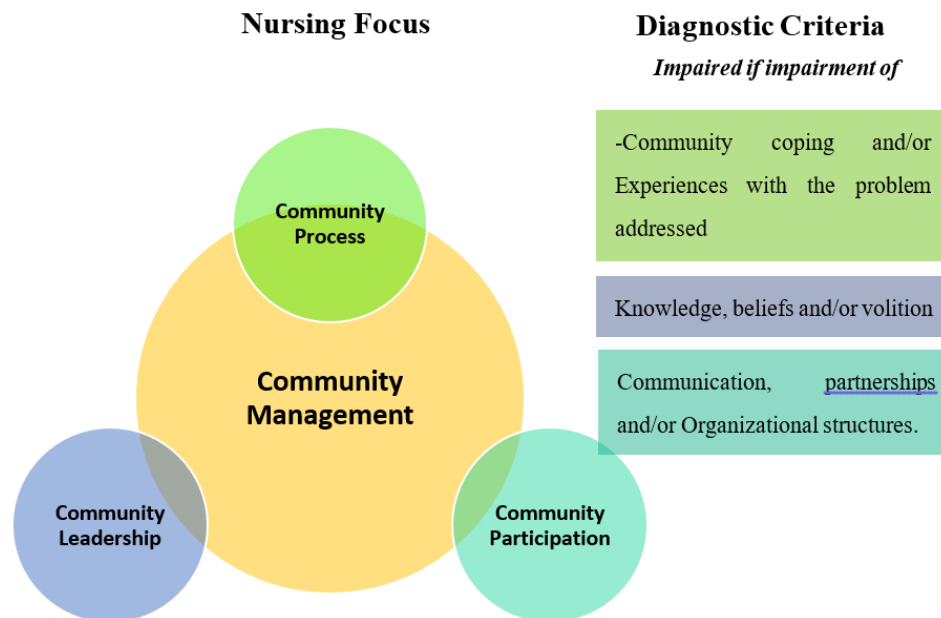 Nursing Focus
Diagnostic Criteria
Impaired if impairment of
-Community coping and/or
Experiences with the problem
addressed
Knowledge, beliefs and/or volition
Communication, partnerships
and/or Organizational structures.
Community
Process
Community
Management
Community
Leadership
Community
Participation